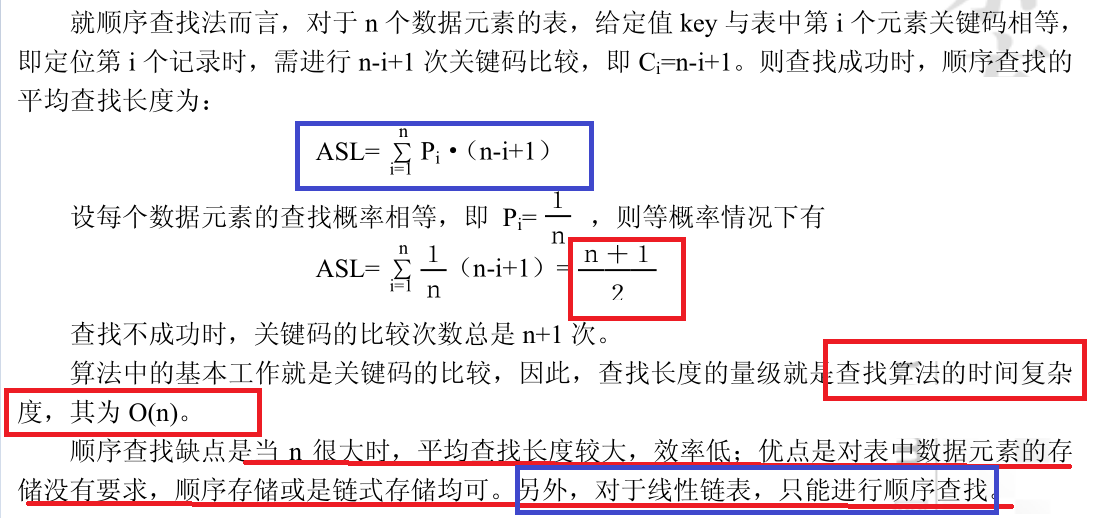 就顺序查找法而言，对于 n 个数据元素的表，给定值 key 与表中第 i 个元素关键码相等，
即定位第 i 个记录时，需进行 n-i+1 次关键码比较，即 Ci=n-i+1。则查找成功时，顺序查找的
平均查找长度为：
ASL= n∑i=1 Pi •（n-i+1）
设每个数据元素的查找概率相等，即 Pi= 1/n ，则等概率情况下有
ASL= n∑i=1 1/n （n-i+1）= n＋1/2
查找不成功时，关键码的比较次数总是 n+1 次。
算法中的基本工作就是关键码的比较，因此，查找长度的量级就是查找算法的时间复杂
度，其为 O(n)。
顺序查找缺点是当 n 很大时，平均查找长度较大，效率低；优点是对表中数据元素的存
储没有要求，顺序存储或是链式存储均可。另外，对于线性链表，只能进行顺序查找。